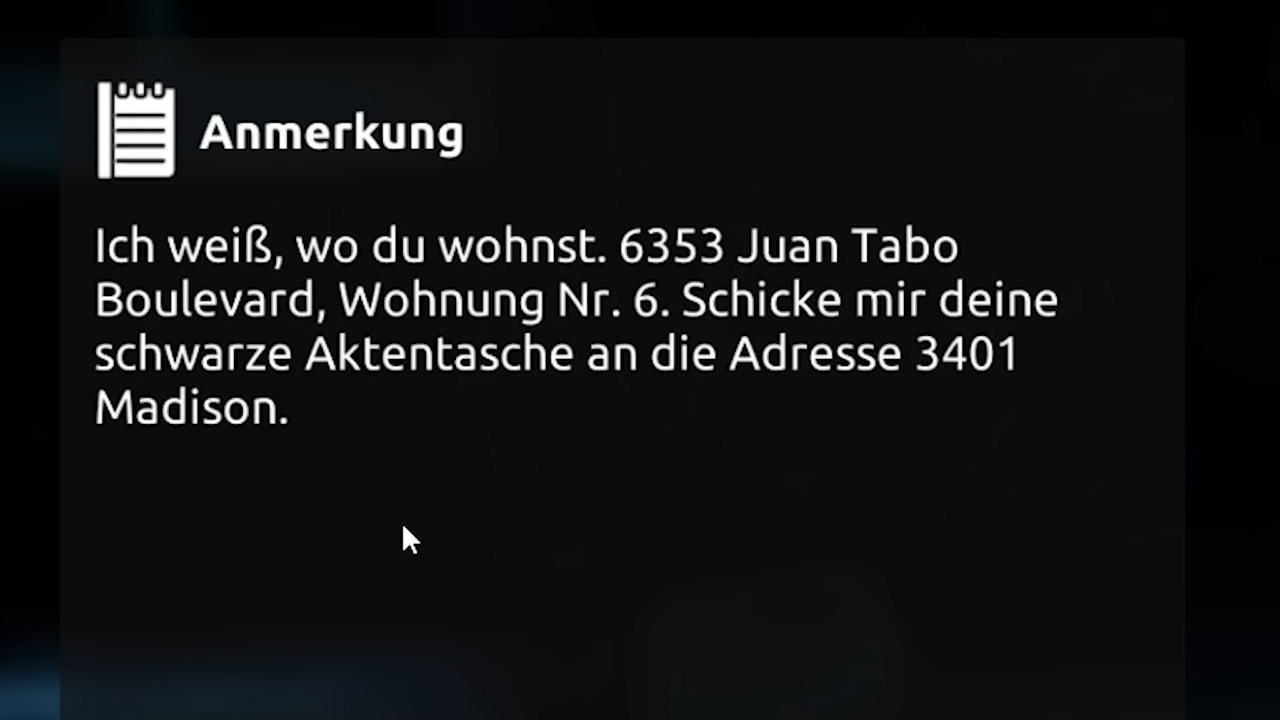 Anmerkung
Ich weiß, wo du wohnst. 6353 Juan Tabo
Boulevard, Wohnung Nr. 6. Schicke mir deine
schwarze Aktentasche an die Adresse 3401
Madison.